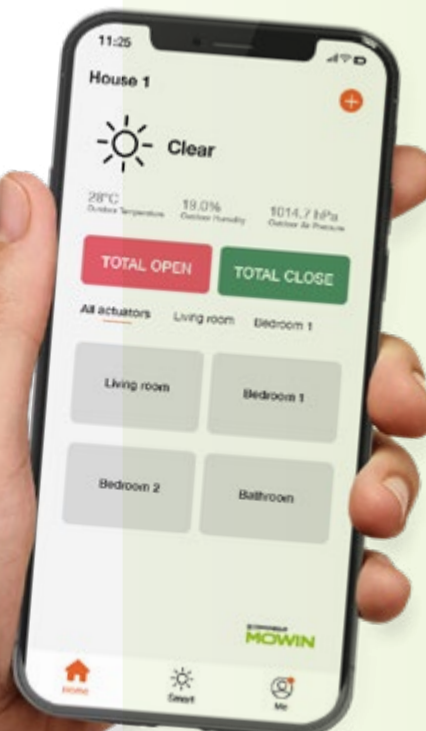 11:25
House 1
Clear
28°C 19.0% 1014.7 hPa
Outdoor Temperature Outdoor Humidity Outdoor Air Pressure
TOTAL OPEN TOTAL CLOSE
All actuators Living room Bedroom 1
Living room Bedroom 1
Bedroom 2 Bathroom
MOWIN
Home Smart Me